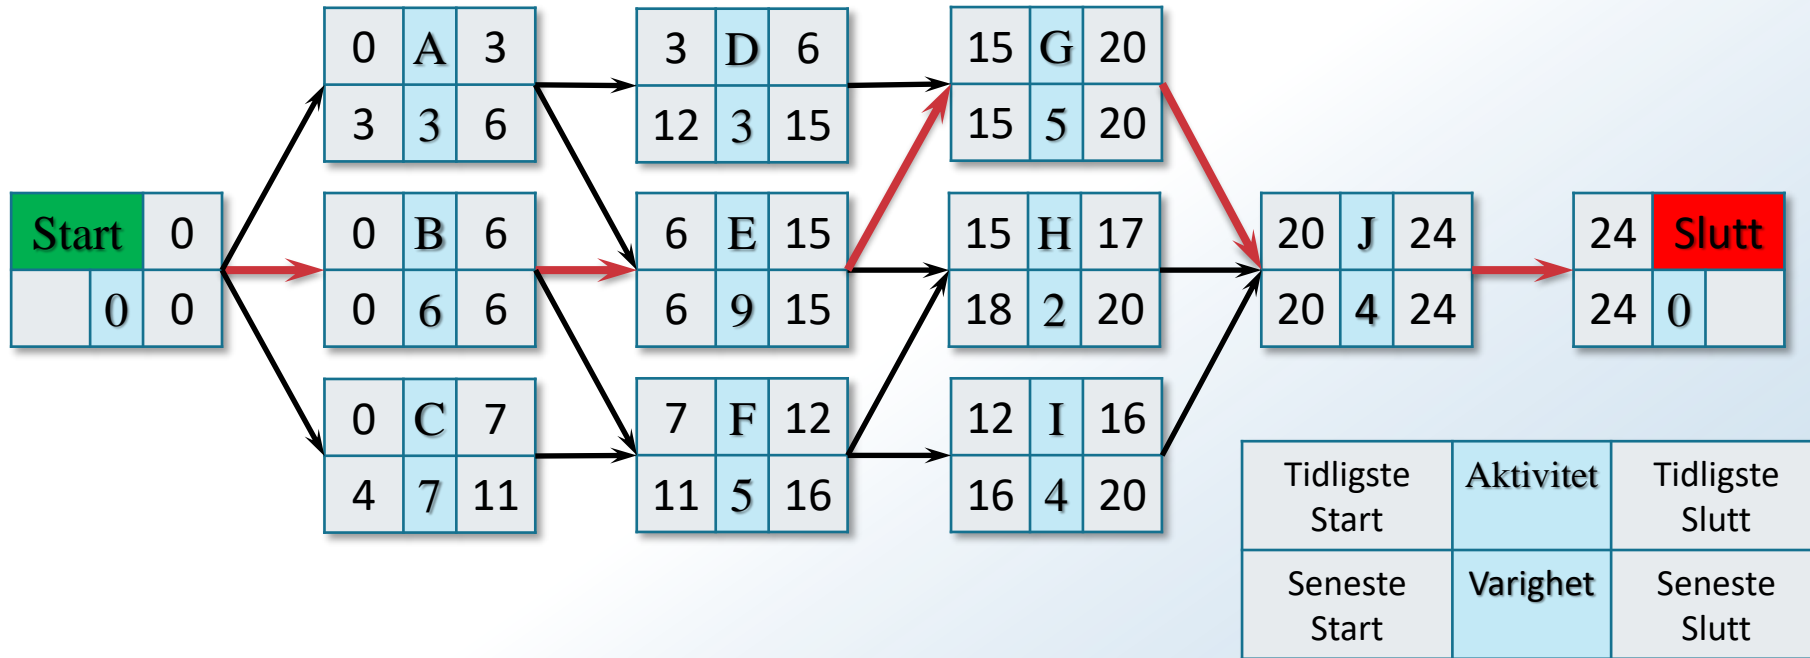 0 A 3
3 3 6
3 D 6
12 3 15
15 G 20
15 5 20
Start 0
0 0
0 B 6
0 6 6
6 E 15
6 9 15
15 H 17
18 2 20
20 J 24
20 4 24
24 Slutt
24 0
0 C 7
4 7 11
7 F 12
11 5 16
12 I 16
16 4 20
Tidligste
Start
Aktivitet
Tidligste
Slutt
Seneste
Start
Varighet
Seneste
Slutt